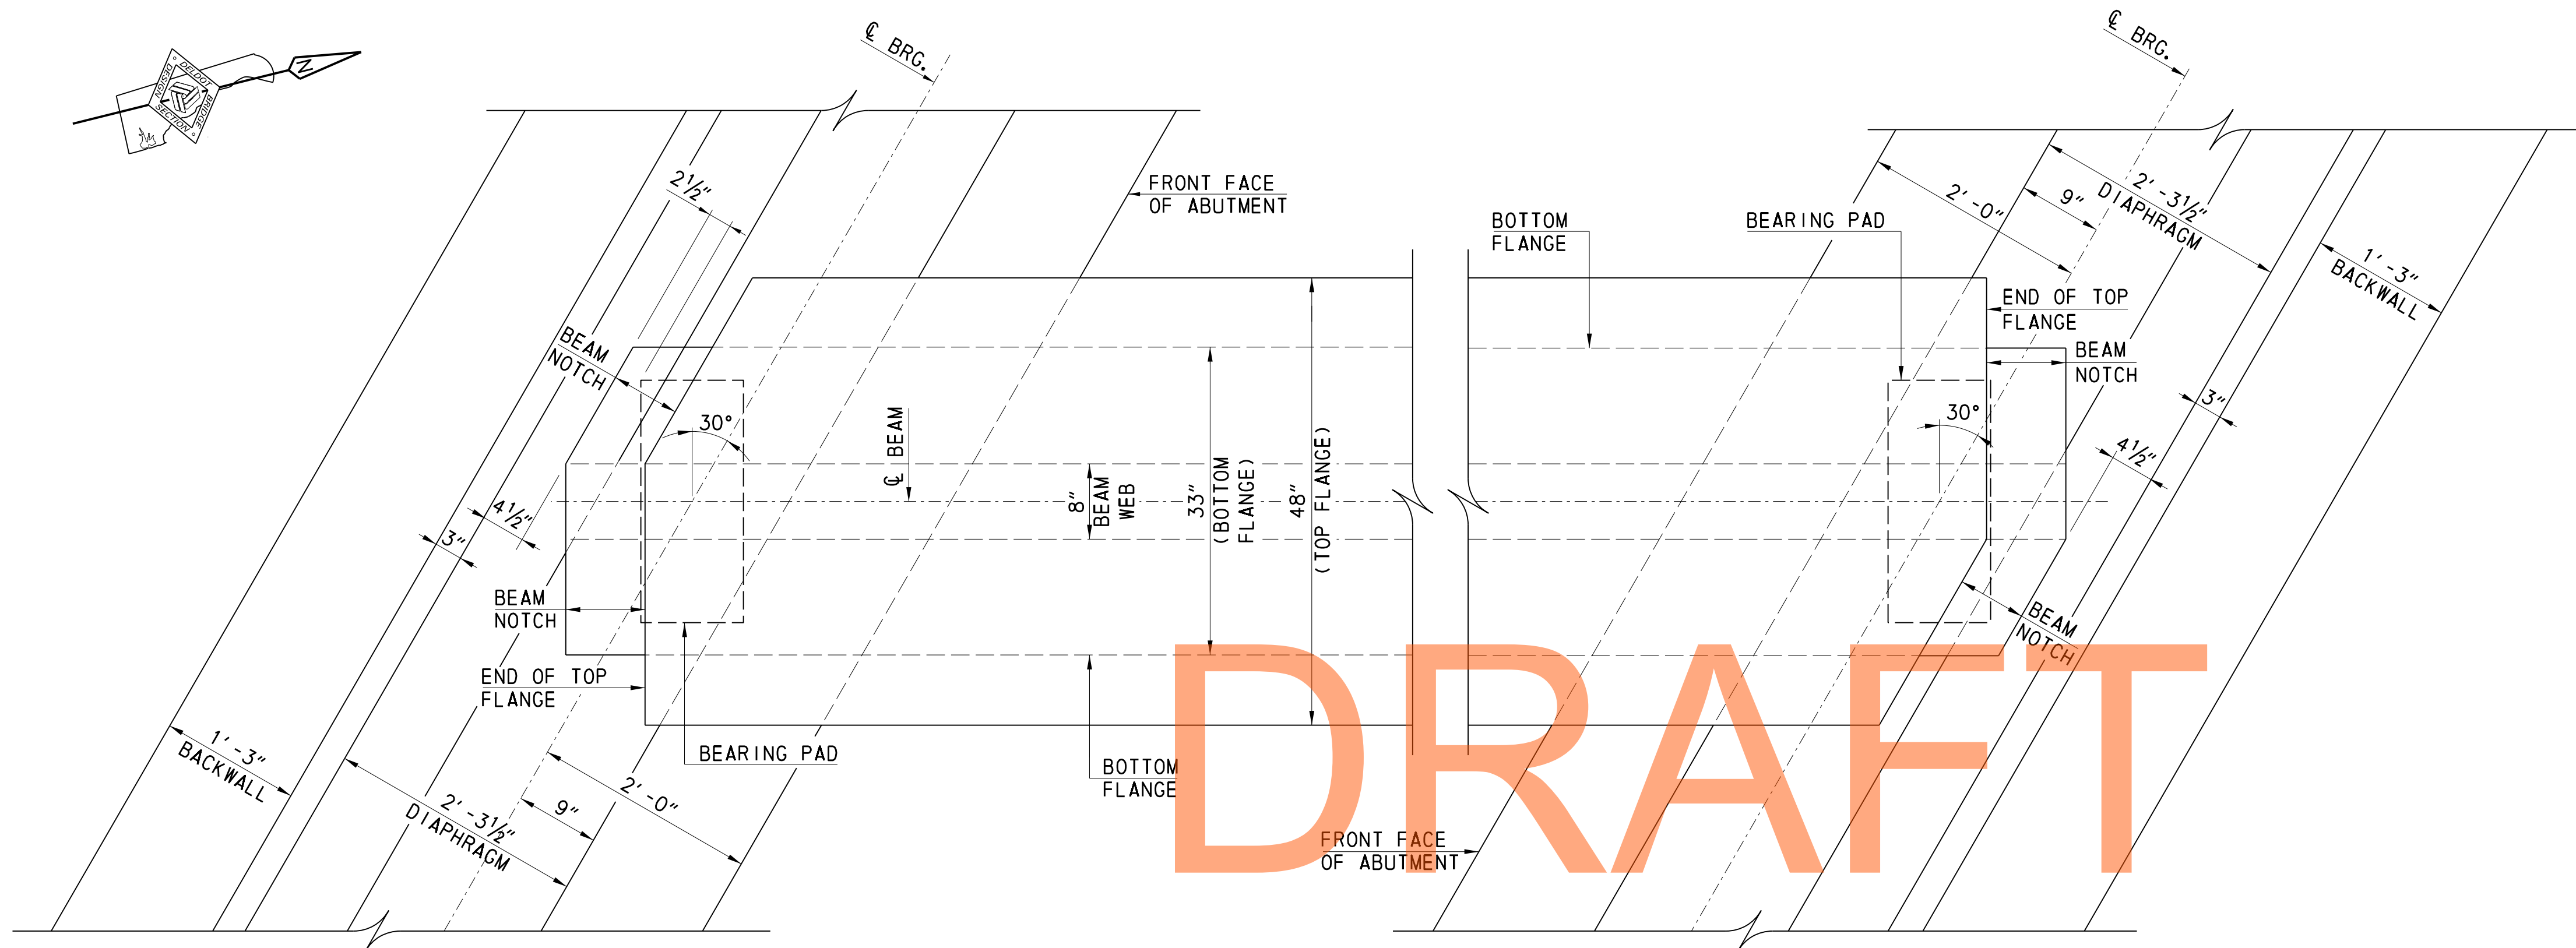 ℄ BRG.
℄ BRG.
N
DELDOT BRIDGE
DESIGN SECTION
2½"
FRONT FACE
OF ABUTMENT
BOTTOM
FLANGE
BEARING PAD
2'-0"
9"
2'-3½"
DIAPHRAGM
1'-3"
BACKWALL
END OF TOP
FLANGE
BEAM
NOTCH
BEAM
NOTCH
30°
℄ BEAM
8"
BEAM
WEB
33"
(BOTTOM
FLANGE)
48"
(TOP FLANGE)
30°
3"
4½"
4½"
3"
BEAM
NOTCH
END OF TOP
FLANGE
BEAM
NOTCH
1'-3"
BACKWALL
2'-3½"
DIAPHRAGM
9"
2'-0"
BEARING PAD
BOTTOM
FLANGE
FRONT FACE
OF ABUTMENT
DRAFT